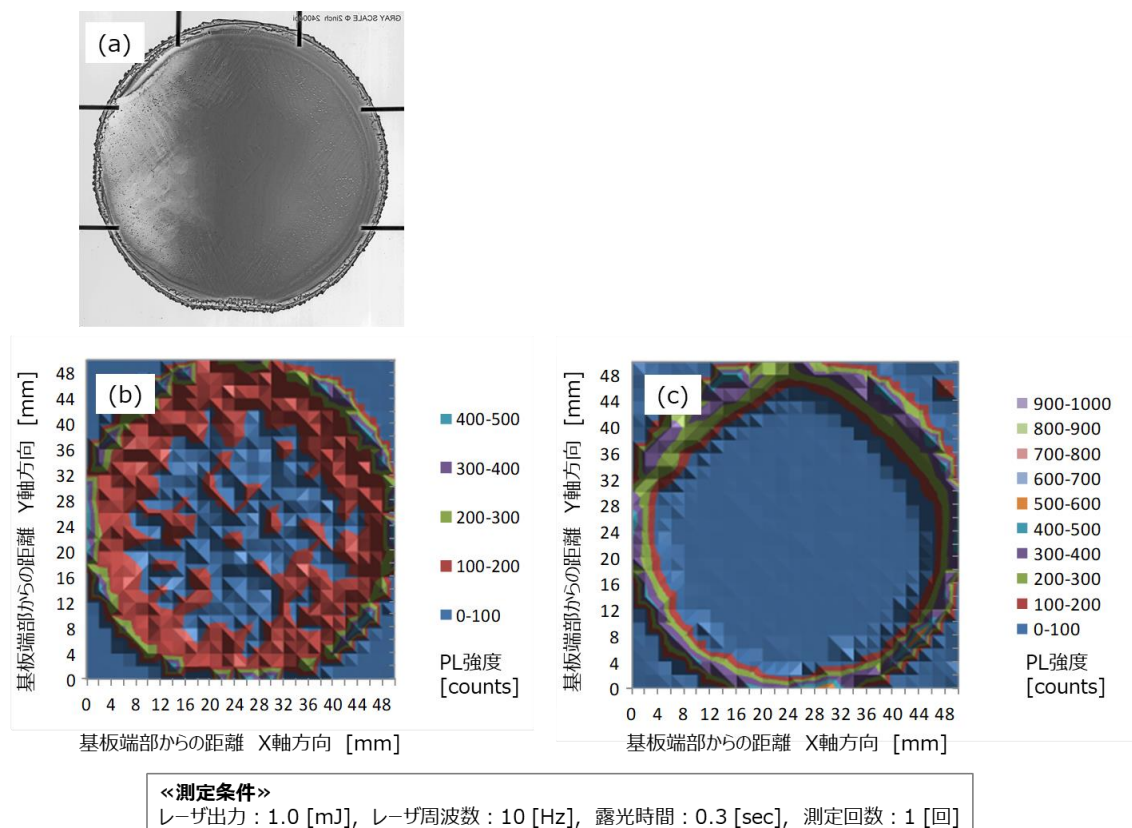 GRAY SCALE Φ 2inch 2400dpi
(a)
(b)
基板端部からの距離 Y軸方向 [mm]
48
44
40
36
32
28
24
20
16
12
8
4
0
0 4 8 12 16 20 24 28 32 36 40 44 48
基板端部からの距離 X軸方向 [mm]
400-500
300-400
200-300
100-200
0-100
PL強度
[counts]
(c)
基板端部からの距離 Y軸方向 [mm]
48
44
40
36
32
28
24
20
16
12
8
4
0
0 4 8 12 16 20 24 28 32 36 40 44 48
基板端部からの距離 X軸方向 [mm]
900-1000
800-900
700-800
600-700
500-600
400-500
300-400
200-300
100-200
0-100
PL強度
[counts]
≪測定条件≫
レーザ出力：1.0 [mJ], レーザ周波数：10 [Hz], 露光時間：0.3 [sec], 測定回数：1 [回]